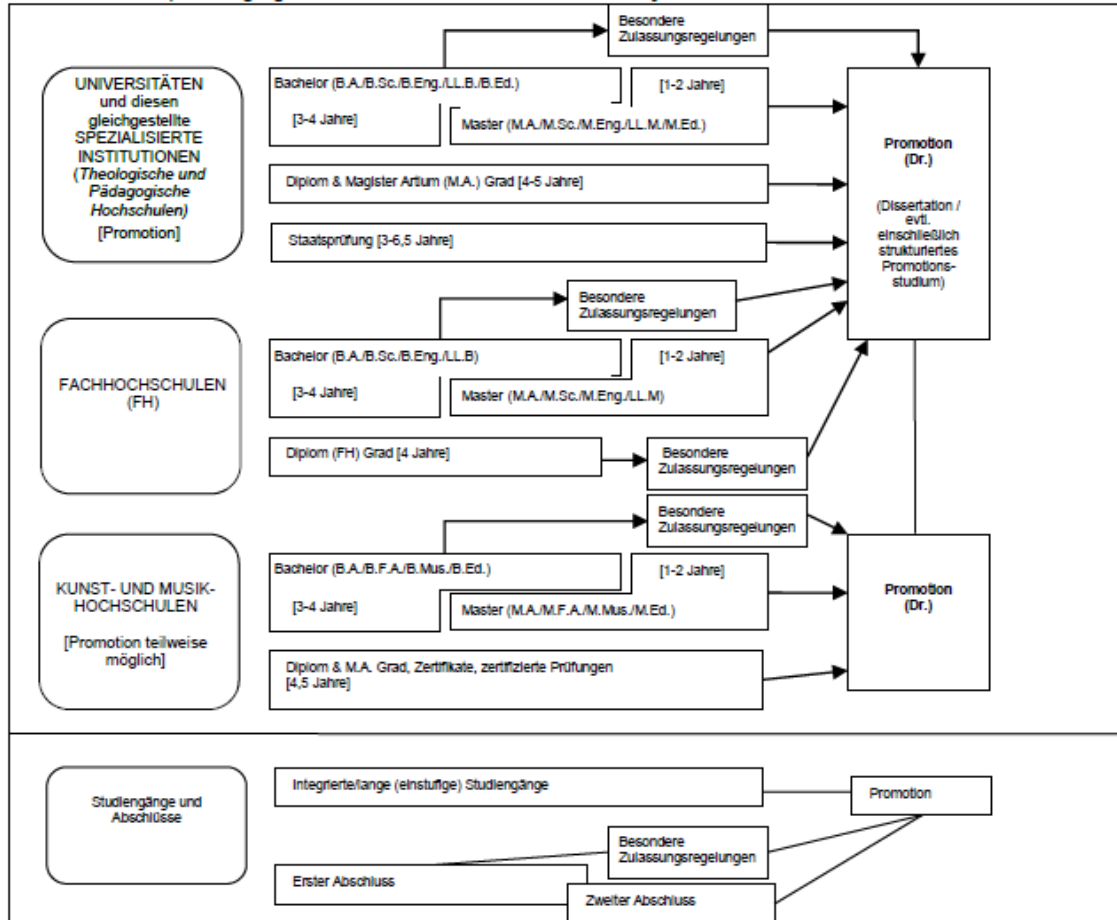 Besondere
Zulassungsregelungen
UNIVERSITÄTEN
und diesen
gleichgestellte
SPEZIALISIERTE
INSTITUTIONEN
(Theologische und
Pädagogische
Hochschulen)
[Promotion]
Bachelor (B.A./B.Sc./B.Eng./LL.B./B.Ed.)
[3-4 Jahre]
[1-2 Jahre]
Master (M.A./M.Sc./M.Eng./LL.M./M.Ed.)
Diplom & Magister Artium (M.A.) Grad [4-5 Jahre]
Staatsprüfung [3-6,5 Jahre]
Promotion
(Dr.)
(Dissertation /
evtl.
einschließlich
strukturiertes
Promotions-
studium)
Besondere
Zulassungsregelungen
FACHHOCHSCHULEN
(FH)
Bachelor (B.A./B.Sc./B.Eng./LL.B)
[3-4 Jahre]
[1-2 Jahre]
Master (M.A./M.Sc./M.Eng./LL.M)
Diplom (FH) Grad [4 Jahre]
Besondere
Zulassungsregelungen
Besondere
Zulassungsregelungen
KUNST- UND MUSIK-
HOCHSCHULEN
[Promotion teilweise
möglich]
Bachelor (B.A./B.F.A./B.Mus./B.Ed.)
[3-4 Jahre]
[1-2 Jahre]
Master (M.A./M.F.A./M.Mus./M.Ed.)
Diplom & M.A. Grad, Zertifikate, zertifizierte Prüfungen
[4,5 Jahre]
Promotion
(Dr.)
Studiengänge und
Abschlüsse
Integrierte/lange (einstufige) Studiengänge
Promotion
Besondere
Zulassungsregelungen
Erster Abschluss
Zweiter Abschluss